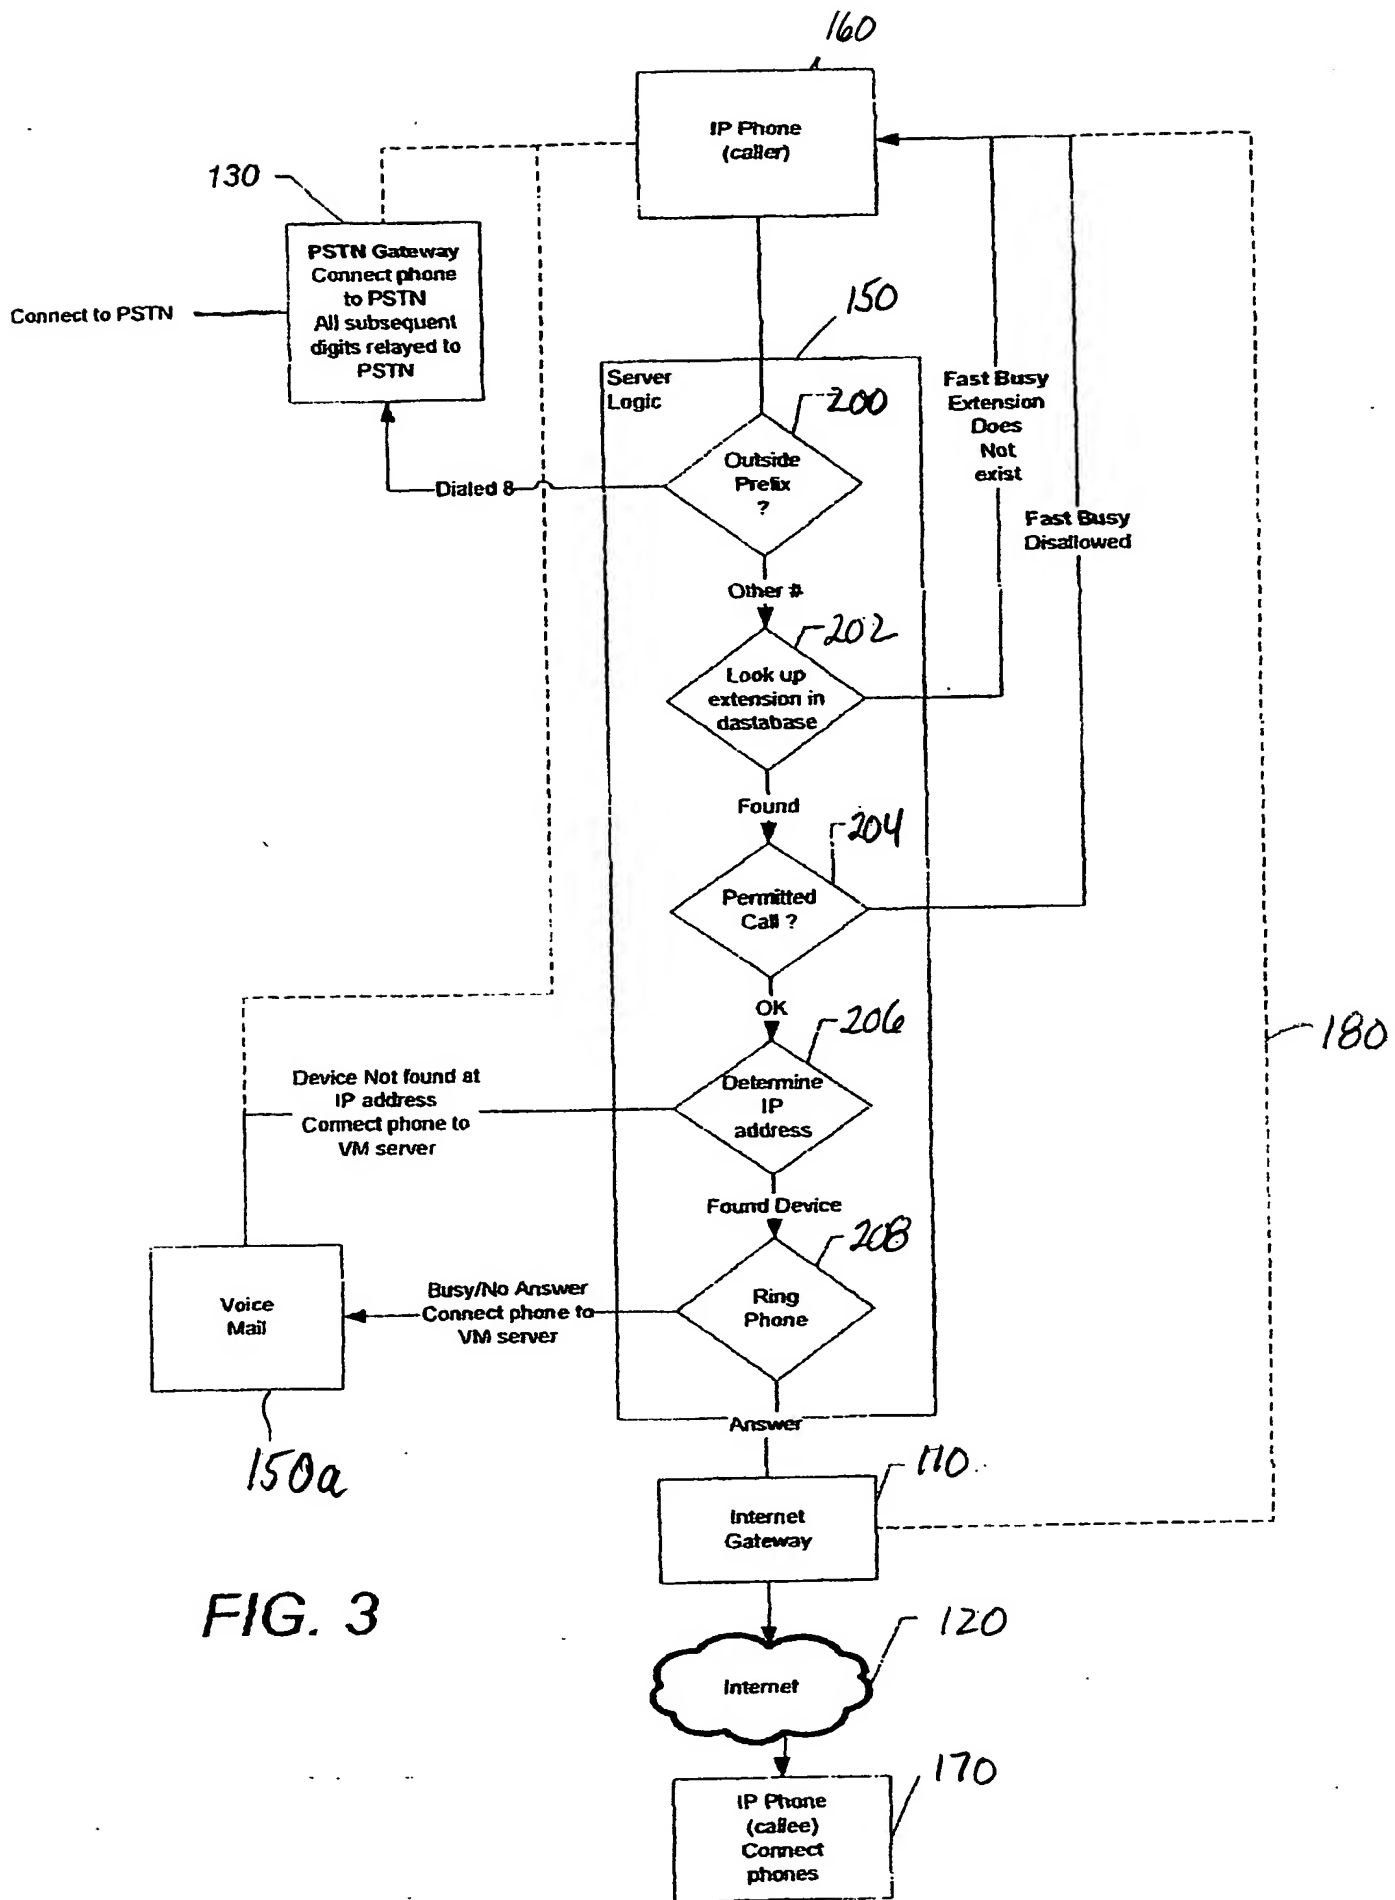 160
IP Phone
(caller)
130
PSTN Gateway
Connect phone
to PSTN
All subsequent
digits relayed to
PSTN
Connect to PSTN
150
Server
Logic
200
Outside
Prefix
?
Dialed 8
Fast Busy
Extension
Does
Not
exist
Fast Busy
Disallowed
Other #
202
Look up
extension in
dastabase
Found
204
Permitted
Call ?
OK
206
Determine
IP
address
180
Device Not found at
IP address
Connect phone to
VM server
Found Device
208
Ring
Phone
Busy/No Answer
Connect phone to
VM server
Voice
Mail
150a
Answer
110
Internet
Gateway
FIG. 3
120
Internet
170
IP Phone
(callee)
Connect
phones